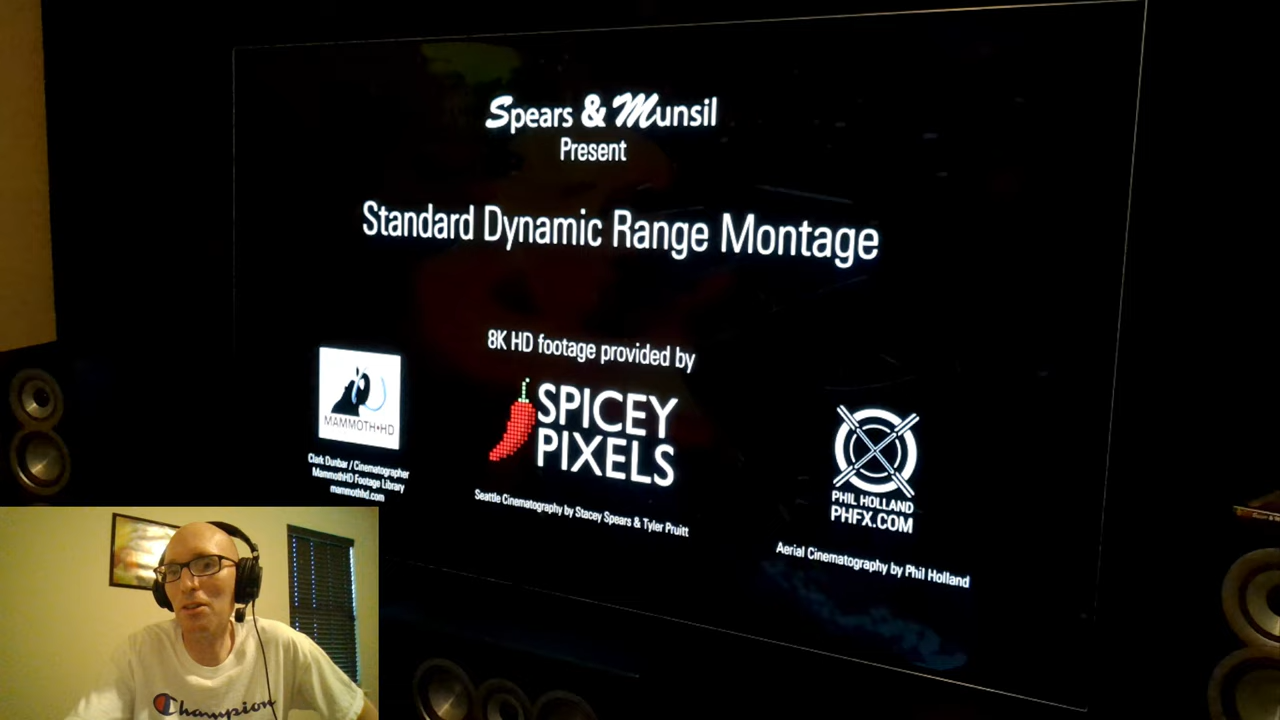 Spears & Munsil
Present
Standard Dynamic Range Montage
8K HD footage provided by
MAMMOTH•HD
Clark Dunbar / Cinematographer
MammothHD Footage Library
mammothhd.com
SPICEY
PIXELS
Seattle Cinematography by Stacey Spears & Tyler Pruitt
PHIL HOLLAND
PHFX.COM
Aerial Cinematography by Phil Holland
Champion